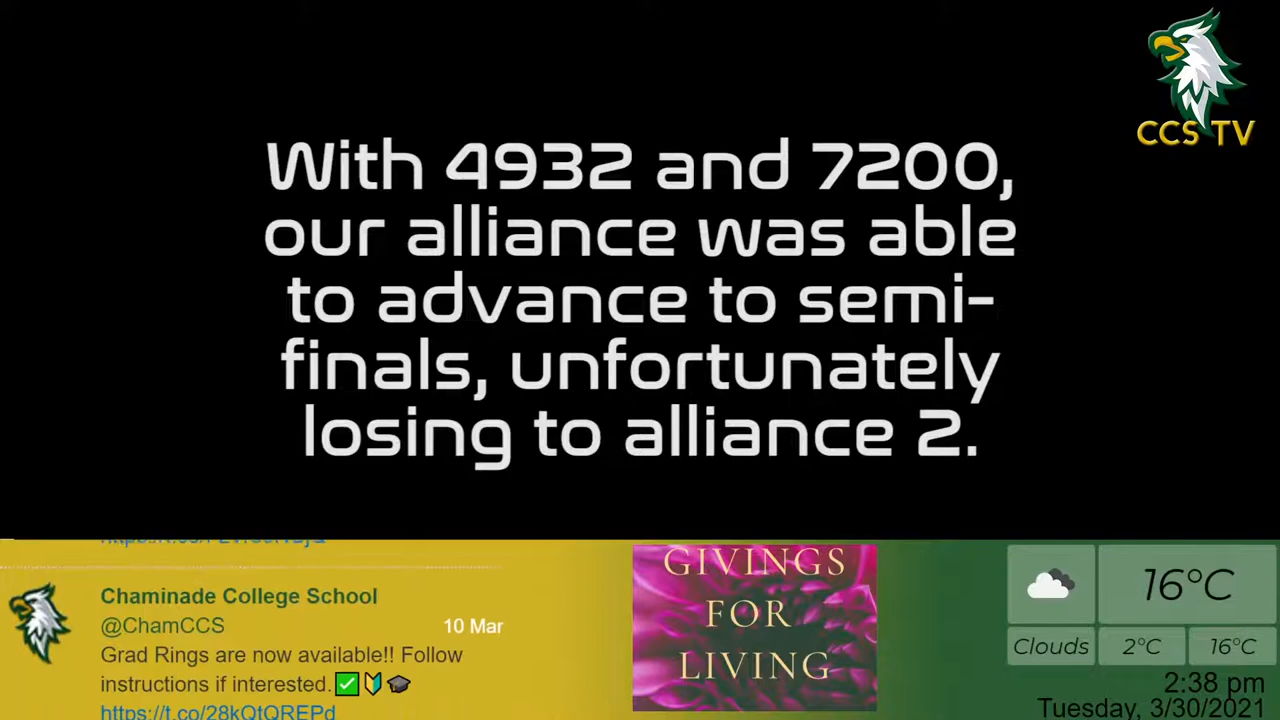 CCS TV
With 4932 and 7200,
our alliance was able
to advance to semi-
finals, unfortunately
losing to alliance 2.
Chaminade College School
@ChamCCS
10 Mar
Grad Rings are now available!! Follow
instructions if interested.✅🔰🎓
https://t.co/28kQtQREPd
GIVINGS
FOR
LIVING
16°C
Clouds
2°C
16°C
2:38 pm
Tuesday, 3/30/2021